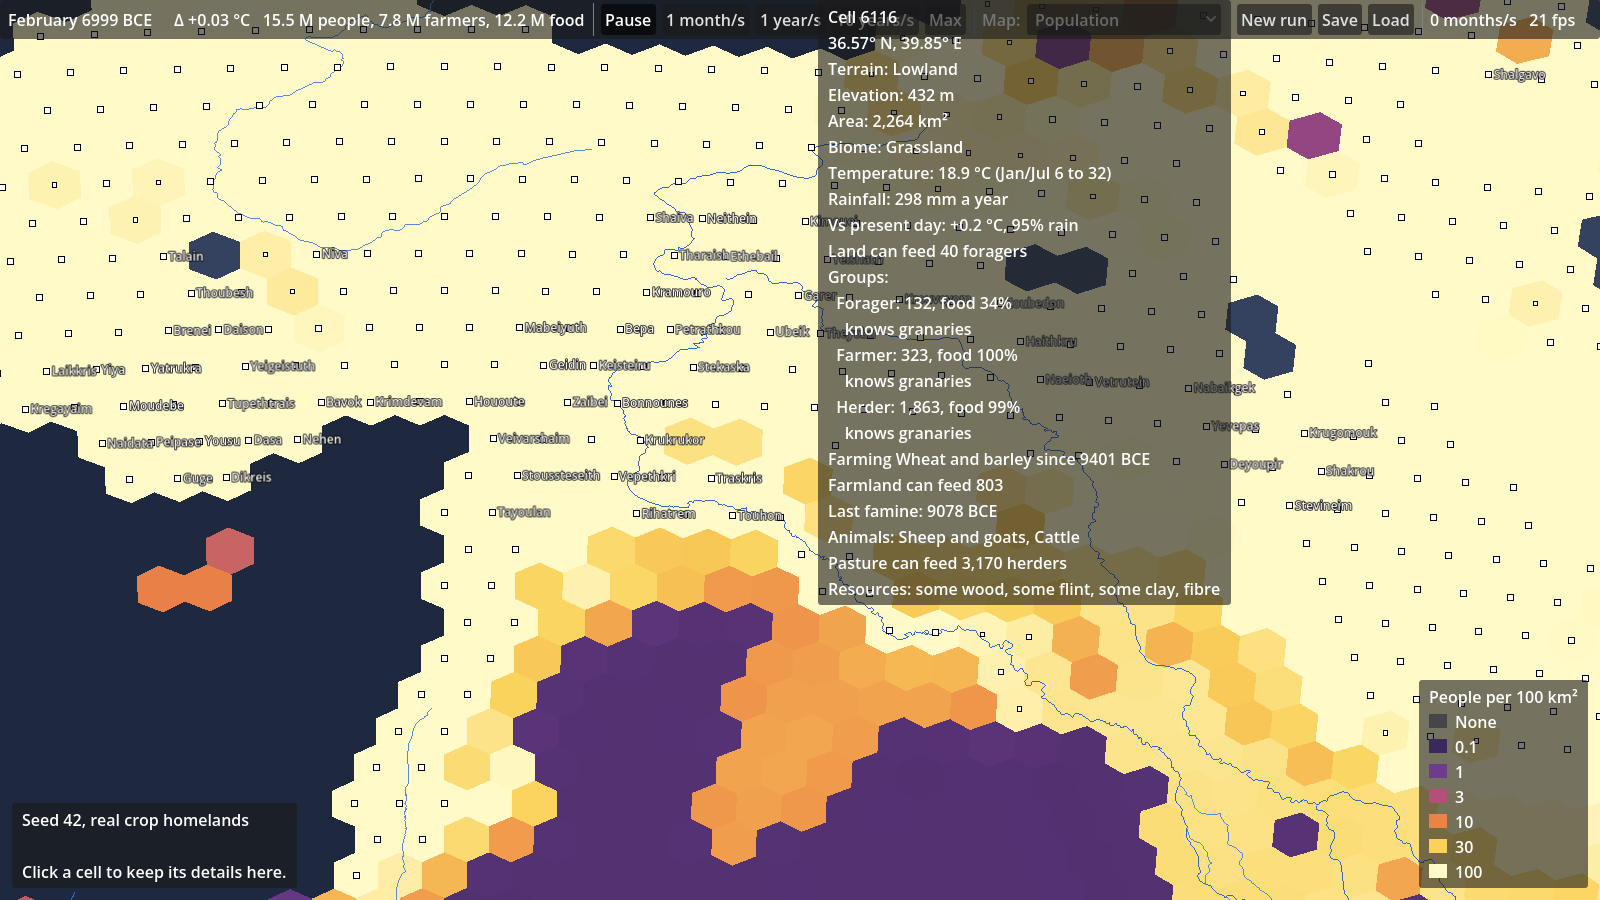 February 6999 BCE
Δ +0.03 °C
15.5 M people, 7.8 M farmers, 12.2 M food
Pause
1 month/s
1 year/s
Max
Map:
Population
New run
Save
Load
0 months/s
21 fps
Cell 6116
36.57° N, 39.85° E
Terrain: Lowland
Elevation: 432 m
Area: 2,264 km²
Biome: Grassland
Temperature: 18.9 °C (Jan/Jul 6 to 32)
Rainfall: 298 mm a year
Vs present day: +0.2 °C, 95% rain
Land can feed 40 foragers
Groups:
Forager: 132, food 34%
knows granaries
Farmer: 323, food 100%
knows granaries
Herder: 1,863, food 99%
knows granaries
Farming Wheat and barley since 9401 BCE
Farmland can feed 803
Last famine: 9078 BCE
Animals: Sheep and goats, Cattle
Pasture can feed 3,170 herders
Resources: some wood, some flint, some clay, fibre
Shalgavo
Shaiva
Neithein
Talain
Niva
Tharaish
Ethebail
Thoubesh
Kramouro
Garer
Brenei
Daison
Mabeiyuth
Bepa
Petrathkou
Ubeik
Haithkru
Laikkris
Yiya
Yatrukra
Yeigeistuth
Geidin
Keisteiru
Stekaska
Naeioth
Vetrutein
Nabaikgek
Kregayaim
Moudebe
Tupethtrais
Bavok
Krimdevam
Hououte
Zaibei
Bonnounes
Yevepas
Naidata
Peipase
Yousu
Dasa
Nehen
Veivarshaim
Krukrukor
Krugomouk
Guge
Dikreis
Stoussteseith
Vepethkri
Traskris
Deyoupir
Shakrou
Tayoulan
Rihatrem
Touhon
Stevineim
People per 100 km²
None
0.1
1
3
10
30
100
Seed 42, real crop homelands
Click a cell to keep its details here.